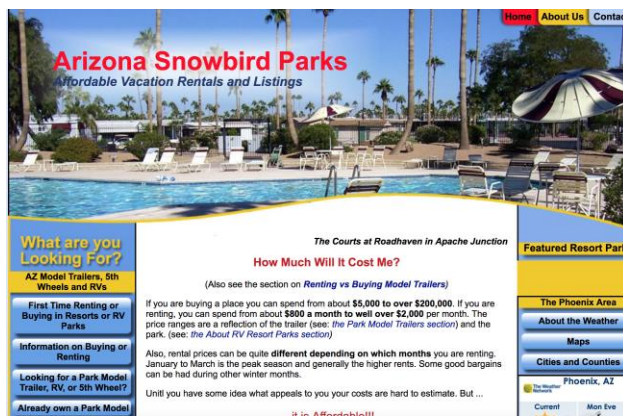 Home About Us Contac
Arizona Snowbird Parks
Affordable Vacation Rentals and Listings
What are you
Looking For?
AZ Model Trailers, 5th
Wheels and RVs
First Time Renting or
Buying in Resorts or RV
Parks
Information on Buying or
Renting
Looking for a Park Model
Trailer, RV, or 5th Wheel?
Already own a Park Model
The Courts at Roadhaven in Apache Junction
How Much Will It Cost Me?
(Also see the section on Renting vs Buying Model Trailers)
If you are buying a place you can spend from about $5,000 to over $200,000. If you are
renting, you can spend from about $800 a month to well over $2,000 per month. The
price ranges are a reflection of the trailer (see: the Park Model Trailers section) and the
park. (see: the About RV Resort Parks section)
Also, rental prices can be quite different depending on which months you are renting.
January to March is the peak season and generally the higher rents. Some good bargains
can be had during other winter months.
Until you have some idea what appeals to you your costs are hard to estimate. But ...
it is Affordable!!!
Featured Resort Park
The Phoenix Area
About the Weather
Maps
Cities and Counties
The Weather
Network
Phoenix, AZ
Current Mon Eve